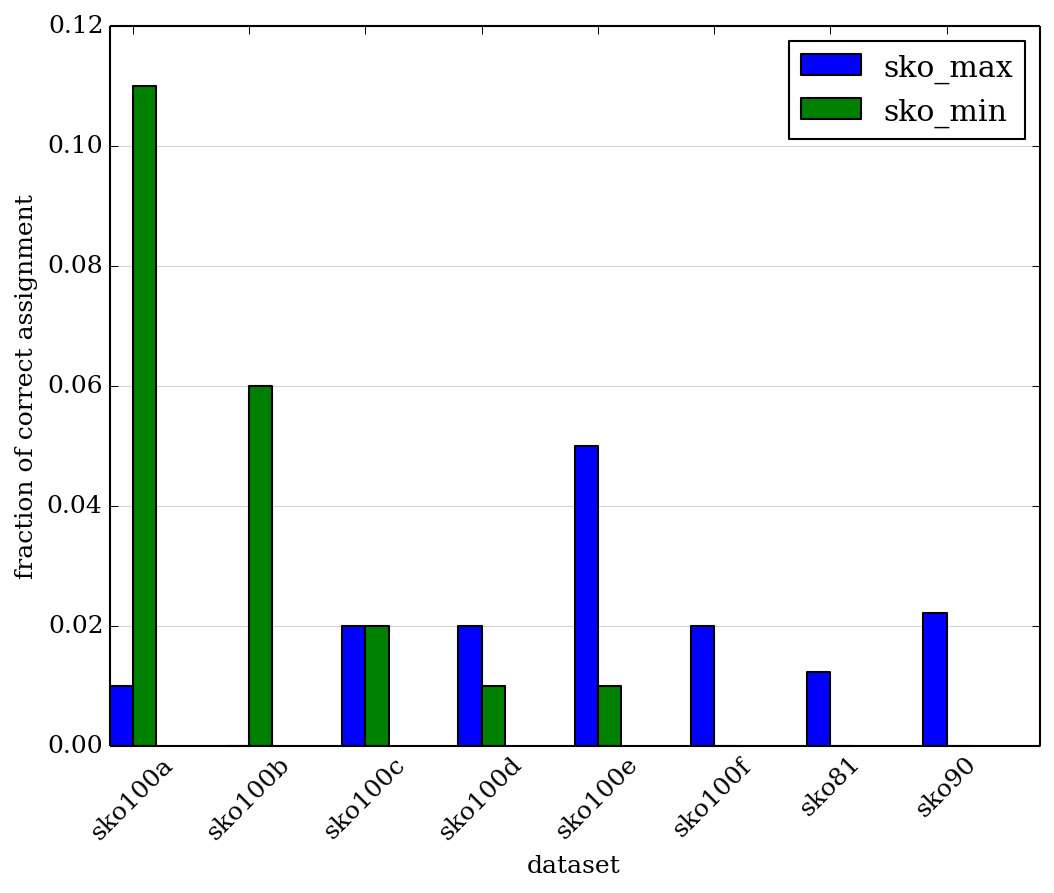 0.12
0.10
0.08
0.06
0.04
0.02
0.00
fraction of correct assignment
sko_max
sko_min
sko100a
sko100b
sko100c
sko100d
sko100e
sko100f
sko81
sko90
dataset